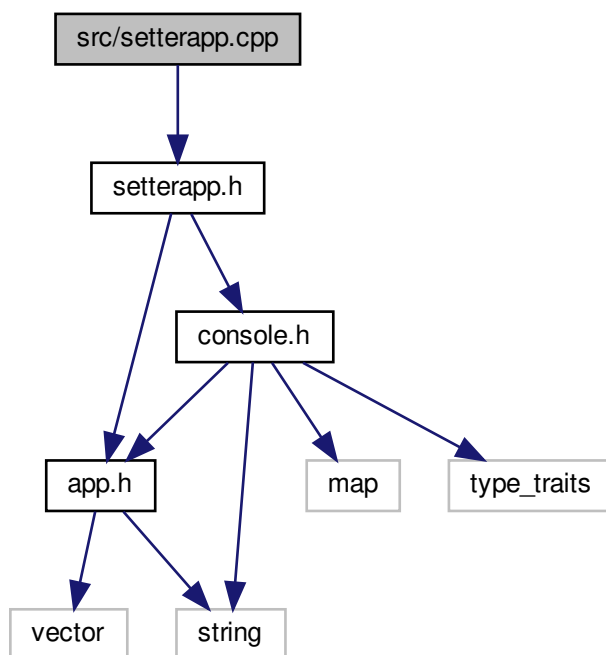 src/setterapp.cpp
setterapp.h
console.h
app.h
map
type_traits
vector
string